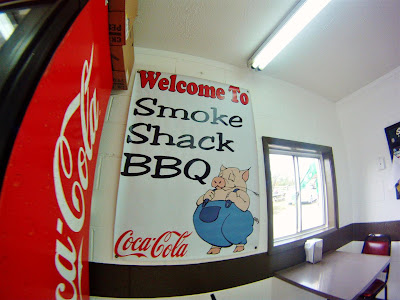 Welcome To
Smoke
Shack
BBQ
Coca-Cola
Coca-Cola